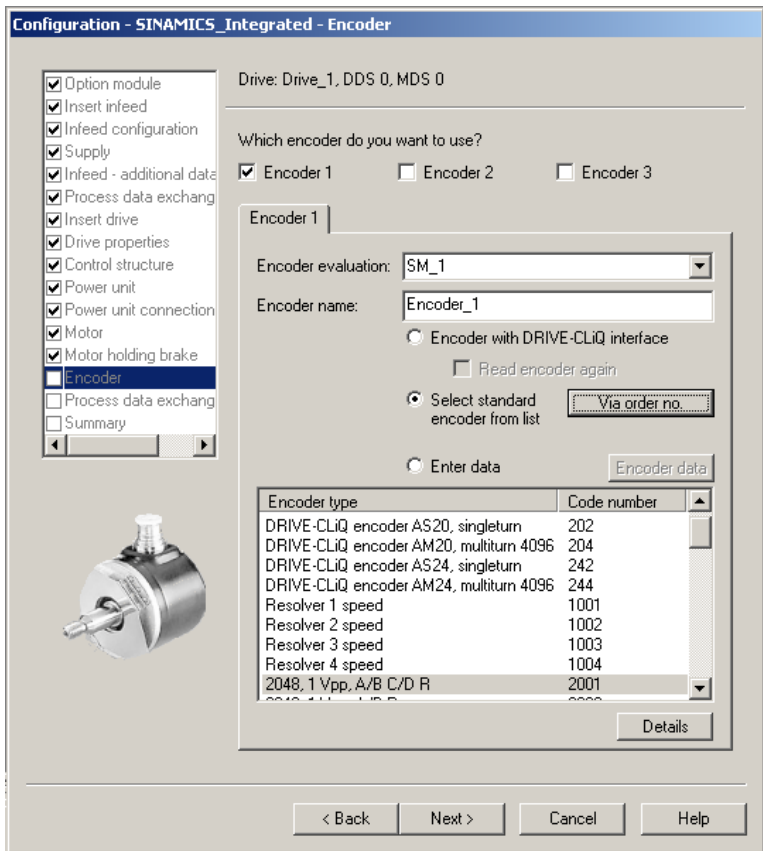 Configuration - SINAMICS_Integrated - Encoder
Option module
Insert infeed
Infeed configuration
Supply
Infeed - additional data
Process data exchang
Insert drive
Drive properties
Control structure
Power unit
Power unit connection
Motor
Motor holding brake
Encoder
Process data exchang
Summary
Drive: Drive_1, DDS 0, MDS 0
Which encoder do you want to use?
Encoder 1 Encoder 2 Encoder 3
Encoder 1
Encoder evaluation: SM_1
Encoder name: Encoder_1
Encoder with DRIVE-CLiQ interface
Read encoder again
Select standard
encoder from list
Via order no.
Enter data Encoder data
Encoder type Code number
DRIVE-CLiQ encoder AS20, singleturn 202
DRIVE-CLiQ encoder AM20, multiturn 4096 204
DRIVE-CLiQ encoder AS24, singleturn 242
DRIVE-CLiQ encoder AM24, multiturn 4096 244
Resolver 1 speed 1001
Resolver 2 speed 1002
Resolver 3 speed 1003
Resolver 4 speed 1004
2048, 1 Vpp, A/B C/D R 2001
Details
< Back Next > Cancel Help